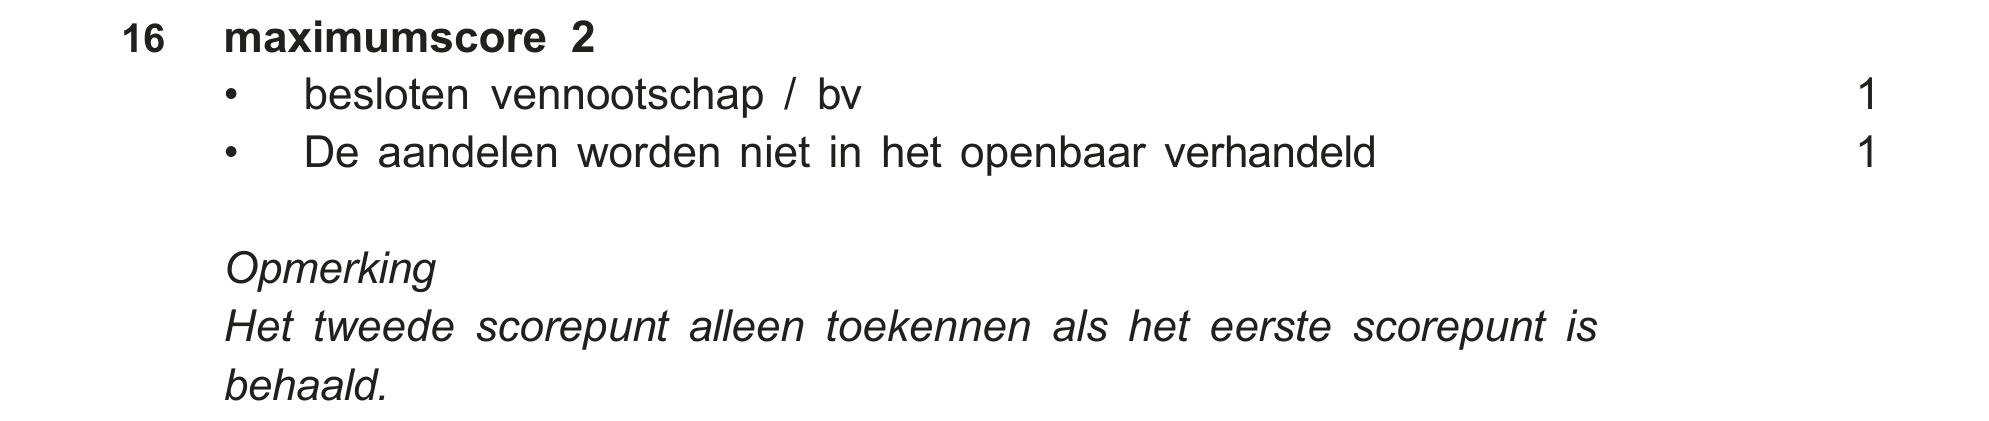 16 maximumscore 2
• besloten vennootschap / bv 1
• De aandelen worden niet in het openbaar verhandeld 1
Opmerking
Het tweede scorepunt alleen toekennen als het eerste scorepunt is
behaald.